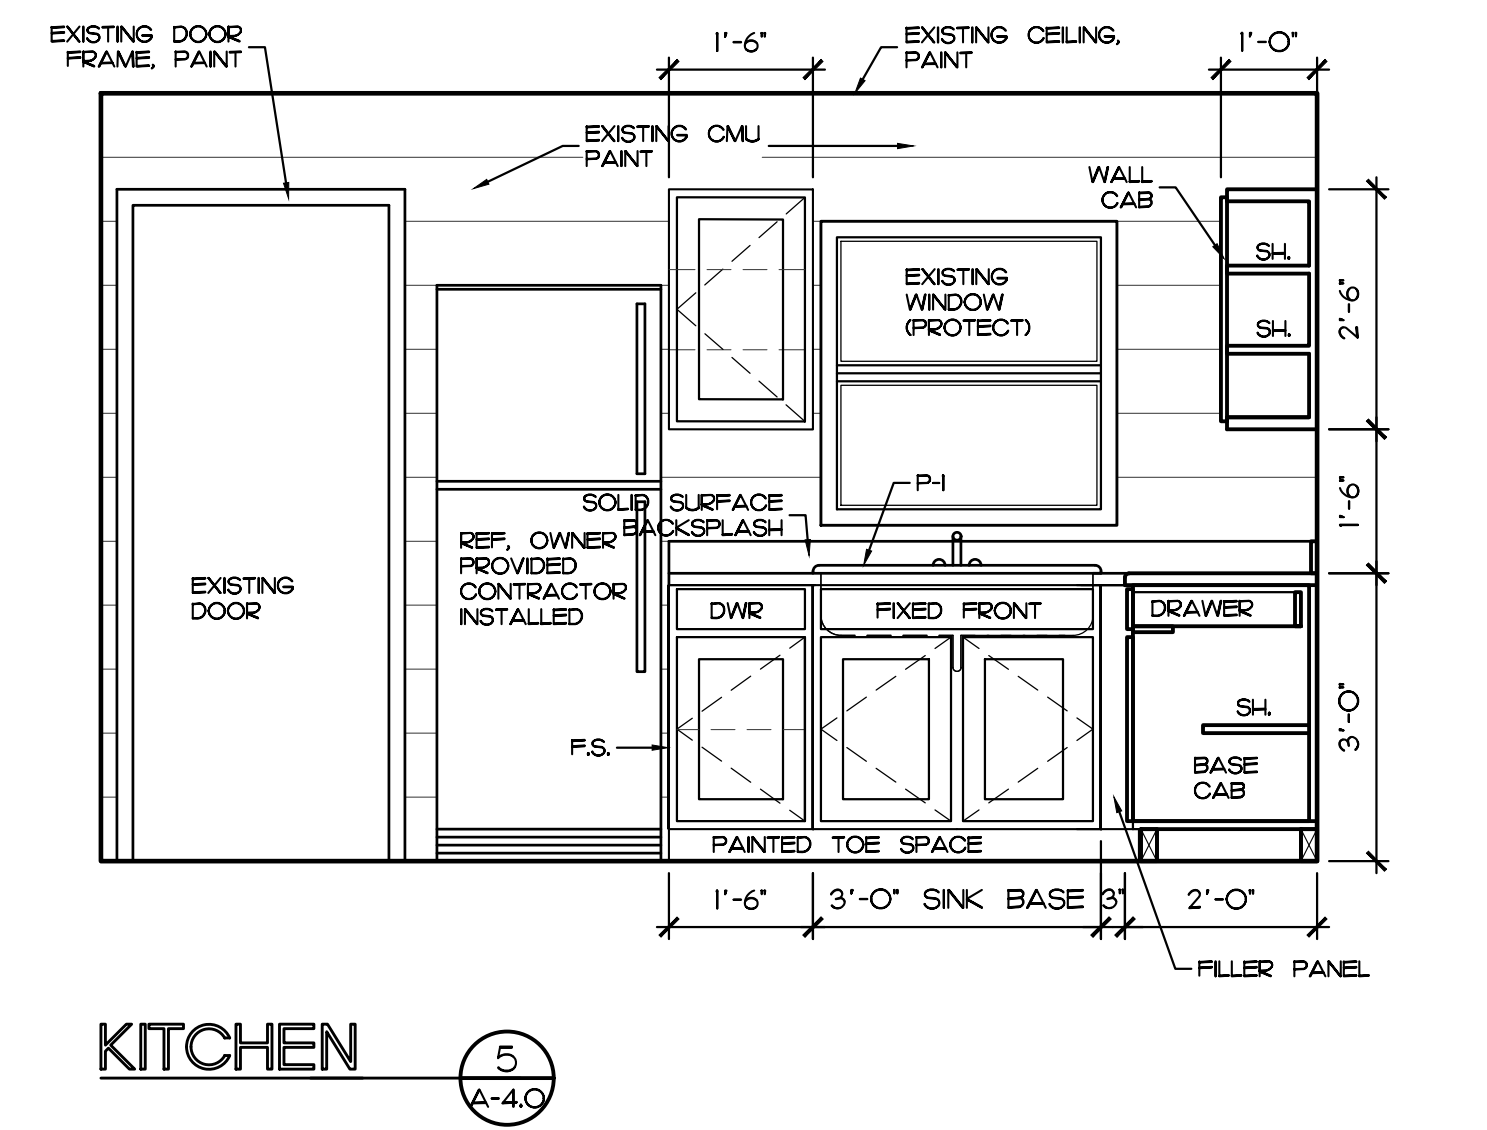 EXISTING DOOR
FRAME, PAINT
1'-6"
EXISTING CEILING,
PAINT
1'-0"
EXISTING CMU
PAINT
WALL
CAB
SH.
EXISTING
WINDOW
(PROTECT)
SH.
2'-6"
P-1
SOLID SURFACE
BACKSPLASH
1'-6"
REF, OWNER
PROVIDED
CONTRACTOR
INSTALLED
EXISTING
DOOR
DWR
FIXED FRONT
DRAWER
SH.
3'-0"
F.S.
BASE
CAB
PAINTED TOE SPACE
1'-6"
3'-0" SINK BASE
3"
2'-0"
FILLER PANEL
KITCHEN
5
A-4.0